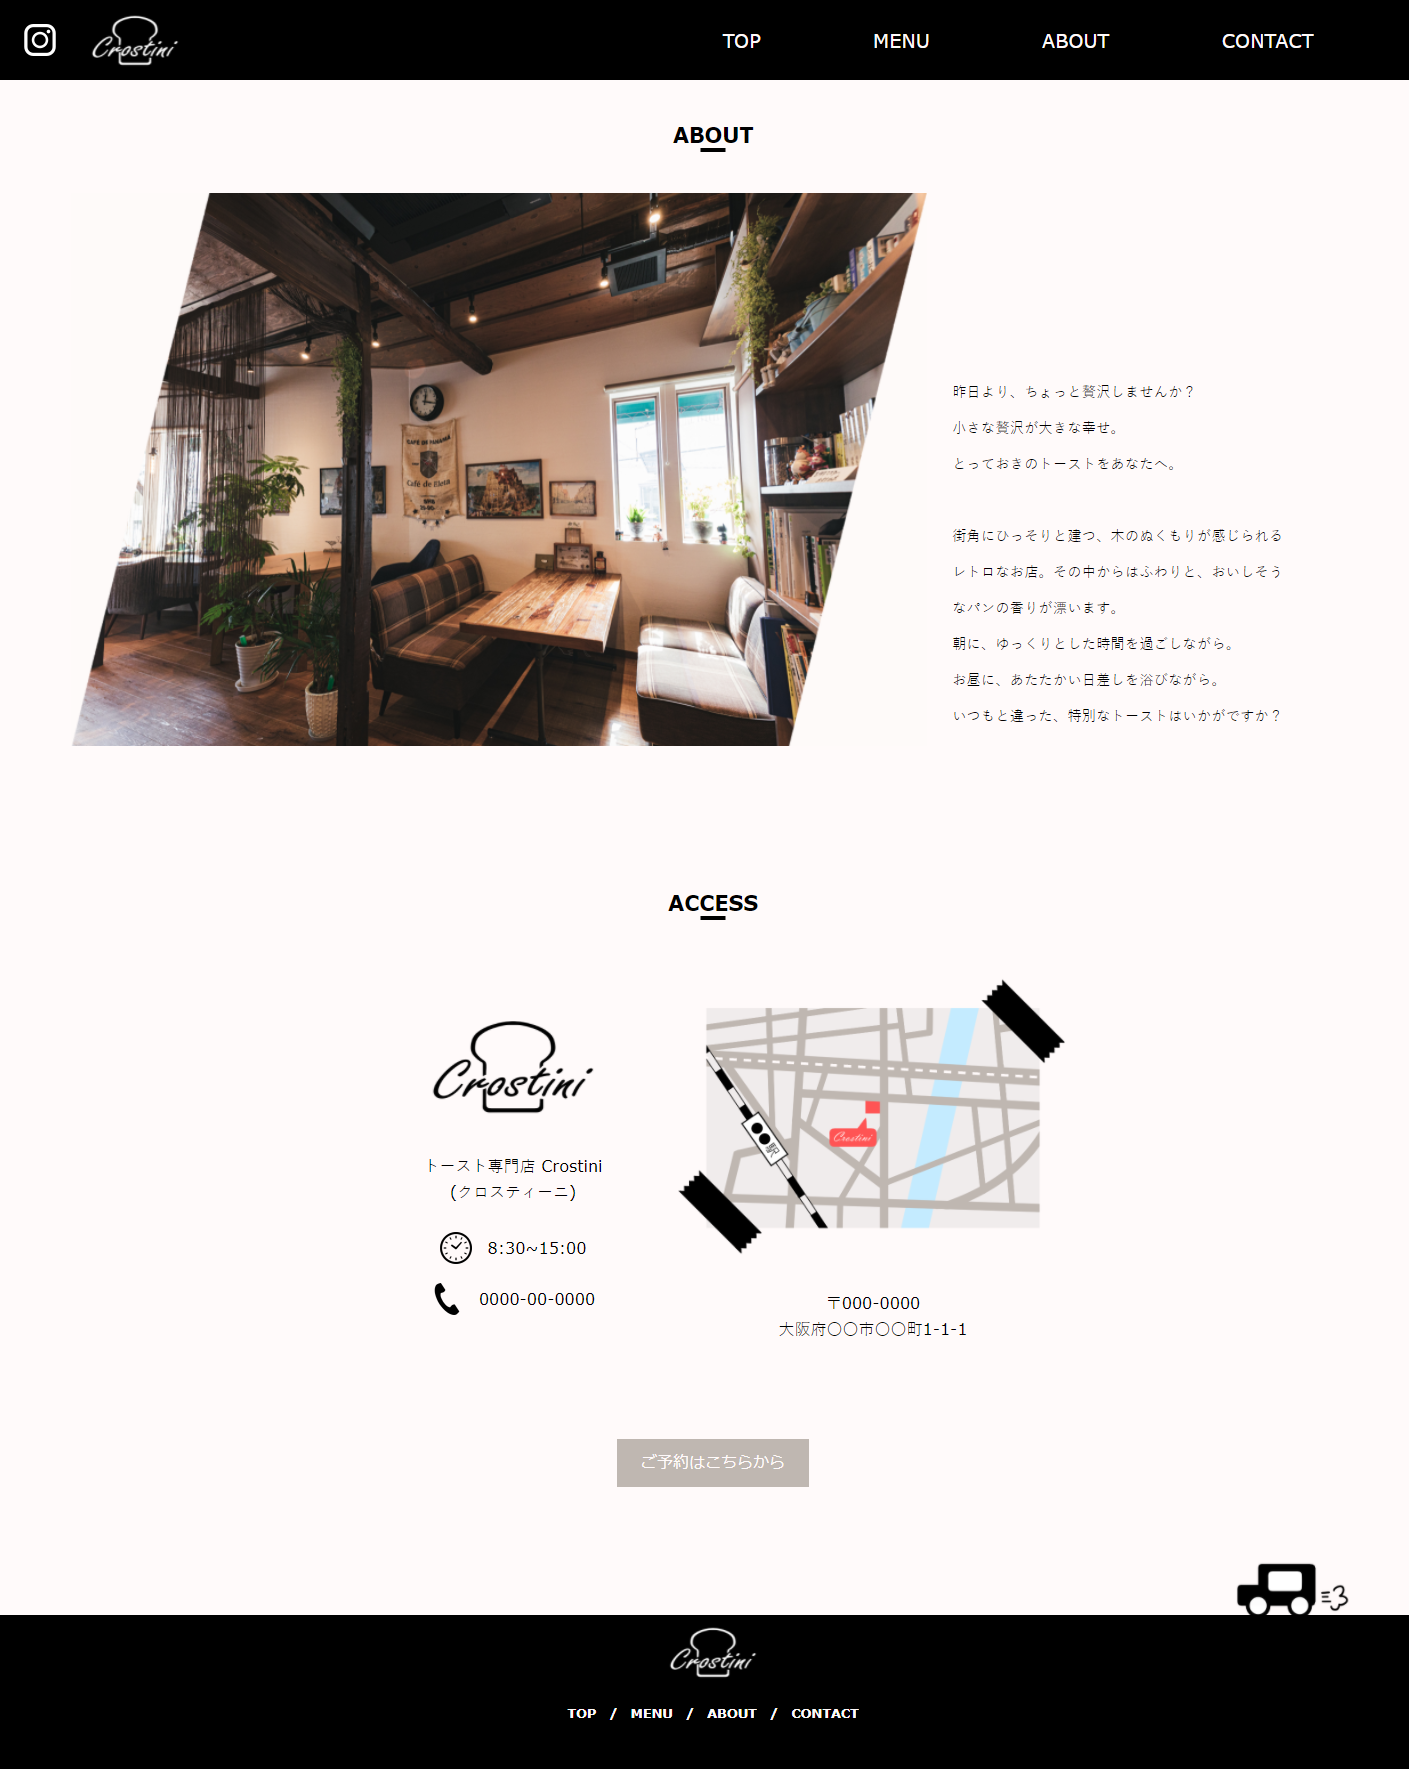 Crostini
TOP
MENU
ABOUT
CONTACT
ABOUT
CAFÉ DE PANAMA
Café de Eleta
昨日より、ちょっと贅沢しませんか？
小さな贅沢が大きな幸せ。
とっておきのトーストをあなたへ。
街角にひっそりと建つ、木のぬくもりが感じられる
レトロなお店。その中からはふわりと、おいしそう
なパンの香りが漂います。
朝に、ゆっくりとした時間を過ごしながら。
お昼に、あたたかい日差しを浴びながら。
いつもと違った、特別なトーストはいかがですか？
ACCESS
Crostini
トースト専門店 Crostini
(クロスティーニ)
8:30~15:00
0000-00-0000
●●駅
Crostini
〒000-0000
大阪府〇〇市〇〇町1-1-1
ご予約はこちらから
Crostini
TOP / MENU / ABOUT / CONTACT